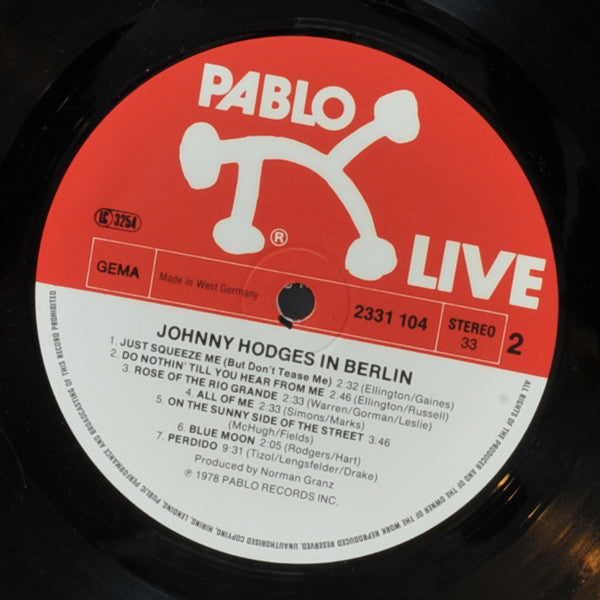 PABLO
®
LIVE
LC 3254
GEMA
Made in West Germany
2331 104
STEREO
33
2
JOHNNY HODGES IN BERLIN
1. JUST SQUEEZE ME (But Don't Tease Me) 2:32 (Ellington/Gaines)
2. DO NOTHIN' TILL YOU HEAR FROM ME 2:46 (Ellington/Russell)
3. ROSE OF THE RIO GRANDE 2:33 (Warren/Gorman/Leslie)
4. ALL OF ME 2:33 (Simons/Marks)
5. ON THE SUNNY SIDE OF THE STREET 3:46
(McHugh/Fields)
6. BLUE MOON 2:05 (Rodgers/Hart)
7. PERDIDO 9:31 (Tizol/Lengsfelder/Drake)
Produced by Norman Granz
℗ 1978 PABLO RECORDS INC.
ALL RIGHTS OF THE PRODUCER AND OF THE OWNER OF THE WORK REPRODUCED RESERVED. UNAUTHORISED COPYING, HIRING, LENDING, PUBLIC PERFORMANCE AND BROADCASTING OF THIS RECORD PROHIBITED